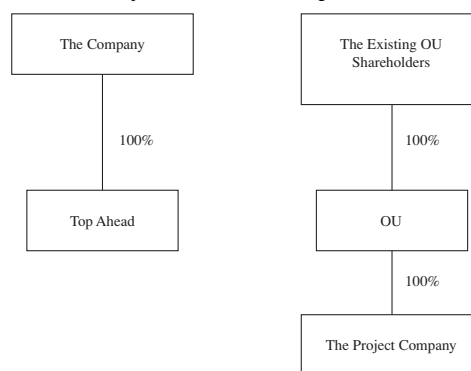 The Company
The Existing OU
Shareholders
100%
100%
Top Ahead
OU
100%
The Project Company